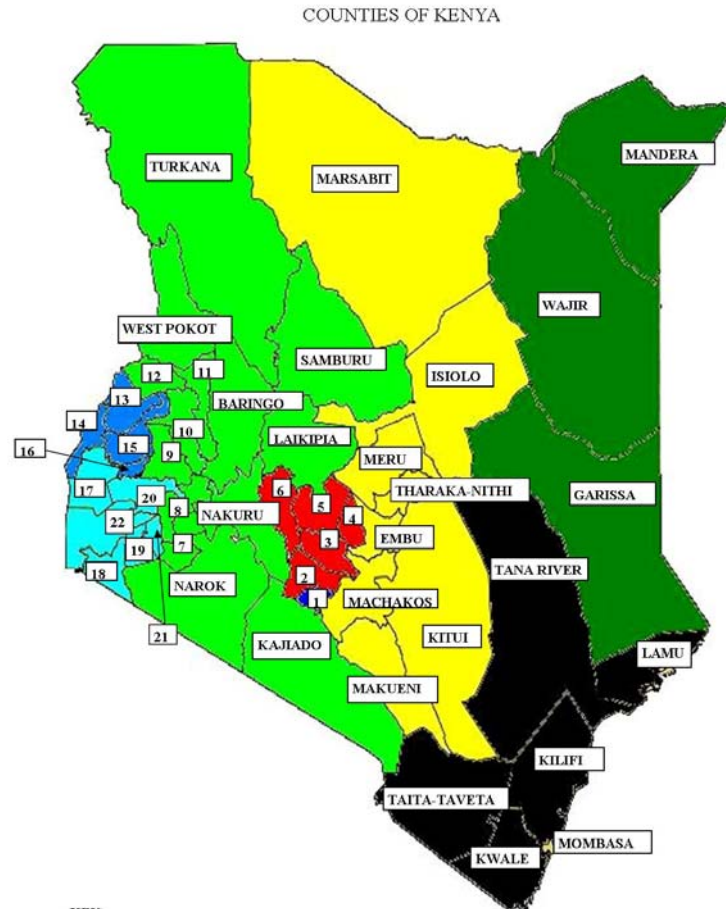 COUNTIES OF KENYA
MANDERA
TURKANA
MARSABIT
WAJIR
WEST POKOT
SAMBURU
ISIOLO
11
12
13
BARINGO
14
10
LAIKIPIA
15
16
9
MERU
6
THARAKA-NITHI
17
20
5
GARISSA
8
NAKURU
4
22
3
EMBU
19
7
TANA RIVER
18
NAROK
2
1
MACHAKOS
21
KAJIADO
KITUI
LAMU
MAKUENI
KILIFI
TAITA-TAVETA
MOMBASA
KWALE